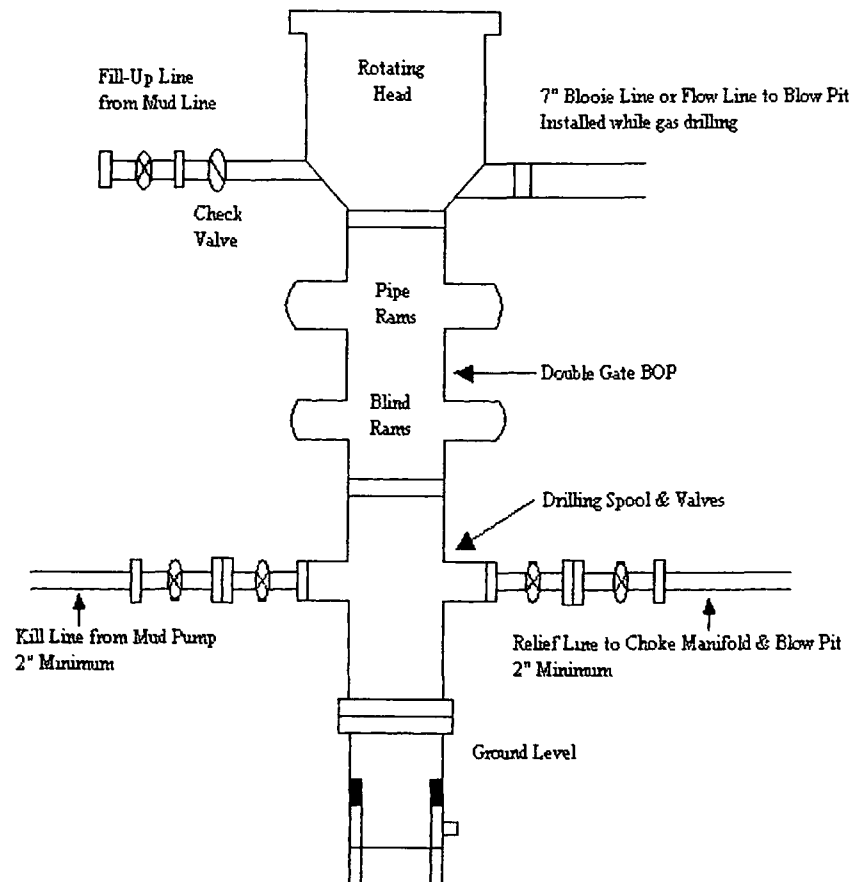 Rotating
Head
Fill-Up Line
from Mud Line
7" Blooie Line or Flow Line to Blow Pit
Installed while gas drilling
Check
Valve
Pipe
Rams
Double Gate BOP
Blind
Rams
Drilling Spool & Valves
Kill Line from Mud Pump
2" Minimum
Relief Line to Choke Manifold & Blow Pit
2" Minimum
Ground Level